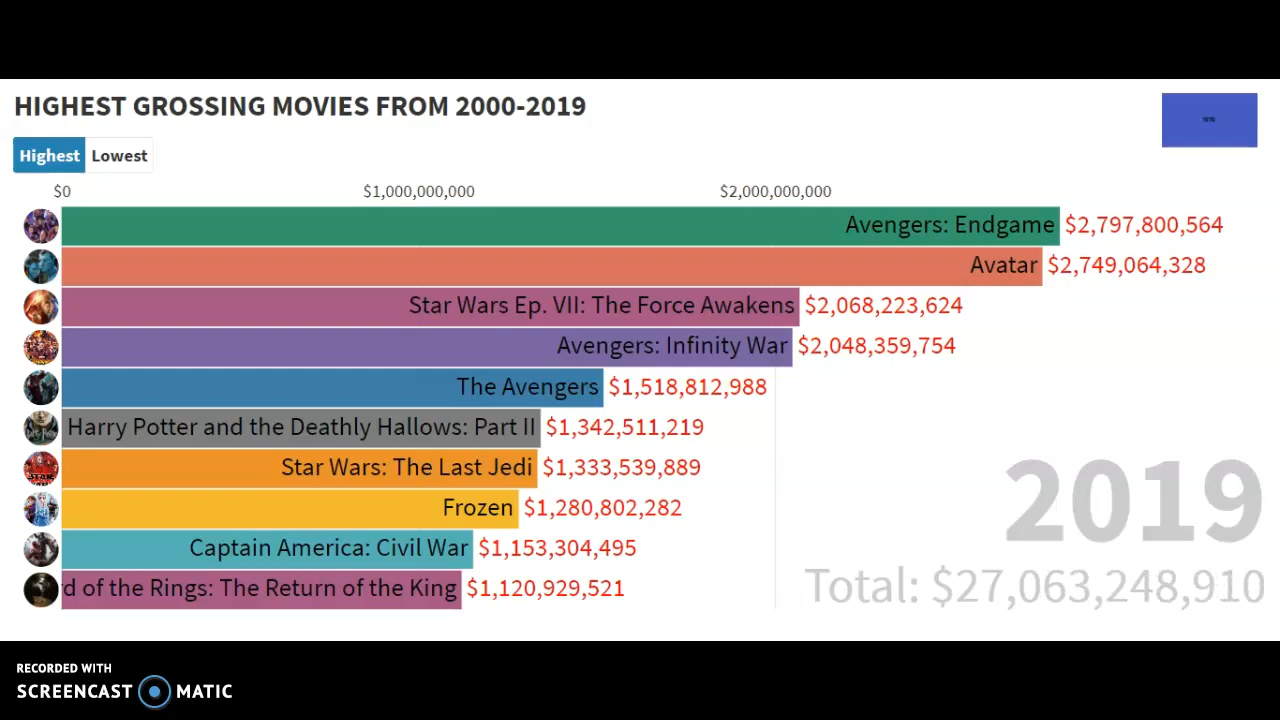 HIGHEST GROSSING MOVIES FROM 2000-2019
Highest Lowest
$0 $1,000,000,000 $2,000,000,000
Avengers: Endgame $2,797,800,564
Avatar $2,749,064,328
Star Wars Ep. VII: The Force Awakens $2,068,223,624
Avengers: Infinity War $2,048,359,754
The Avengers $1,518,812,988
Harry Potter and the Deathly Hallows: Part II $1,342,511,219
Star Wars: The Last Jedi $1,333,539,889
Frozen $1,280,802,282
Captain America: Civil War $1,153,304,495
d of the Rings: The Return of the King $1,120,929,521
2019
Total: $27,063,248,910
RECORDED WITH
SCREENCAST MATIC